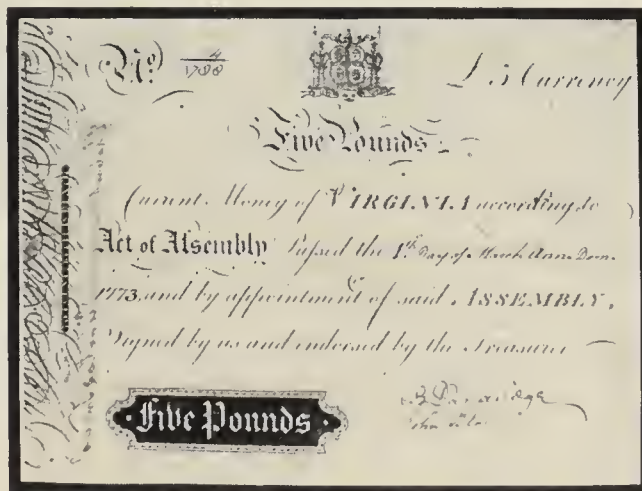 No 4
1788
£ 5 Currency
Five Pounds
Current Money of VIRGINIA according to
Act of Assembly Passed the 1st Day of March Anno Dom.
1773, and by appointment of said ASSEMBLY,
Signed by us and endorsed by the Treasurer
Five Pounds